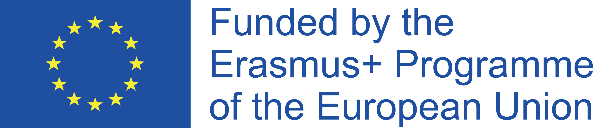 Funded by the
Erasmus+ Programme
of the European Union